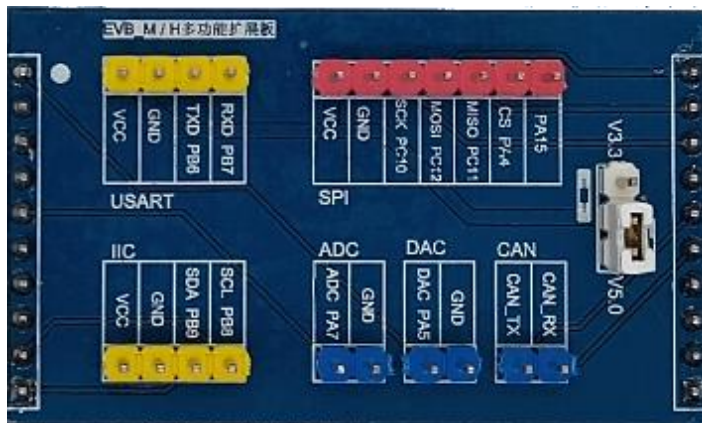 EVB_M / H多功能扩展板
VCC
GND
TXD PB6
RXD PB7
USART
VCC
GND
SCK PC10
MOSI PC12
MISO PC11
CS PA4
PA15
SPI
V3.3
V5.0
IIC
VCC
GND
SDA PB9
SCL PB8
ADC
ADC PA7
GND
DAC
DAC PA5
GND
CAN
CAN_TX
CAN_RX